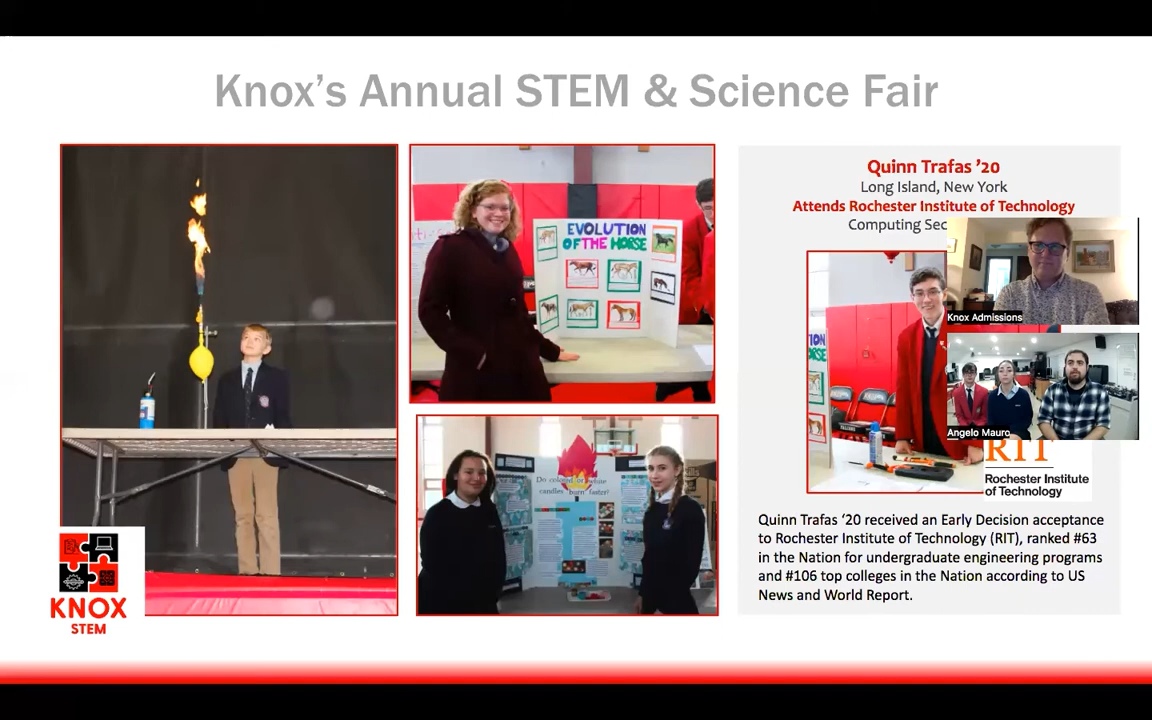 Knox's Annual STEM & Science Fair
EVOLUTION
OF THE HORSE
Do colored or white
candles burn faster?
KNOX
STEM
Quinn Trafas '20
Long Island, New York
Attends Rochester Institute of Technology
Computing Sec
ION
ORSE
Knox Admissions
Angelo Mauro
RIT
Rochester Institute
of Technology
Quinn Trafas '20 received an Early Decision acceptance
to Rochester Institute of Technology (RIT), ranked #63
in the Nation for undergraduate engineering programs
and #106 top colleges in the Nation according to US
News and World Report.